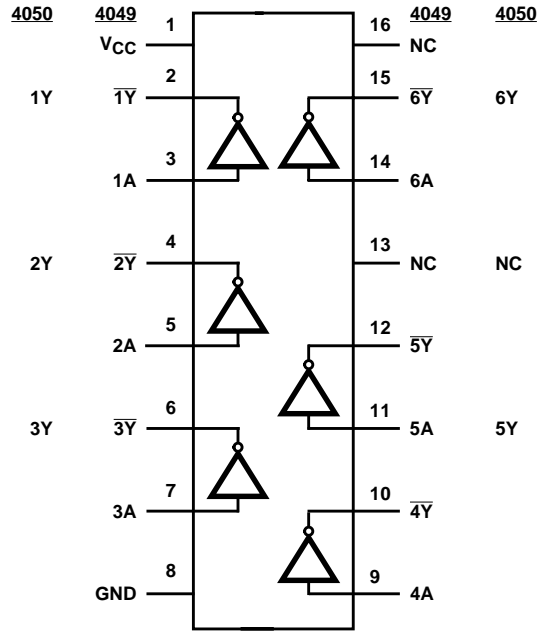 4050 4049 4049 4050
1 16
VCC NC
2 15
1Y 1Y 6Y 6Y
3 14
1A 6A
4 13
2Y 2Y NC NC
5 12
2A 5Y
6 11
3Y 3Y 5A 5Y
7 10
3A 4Y
8 9
GND 4A